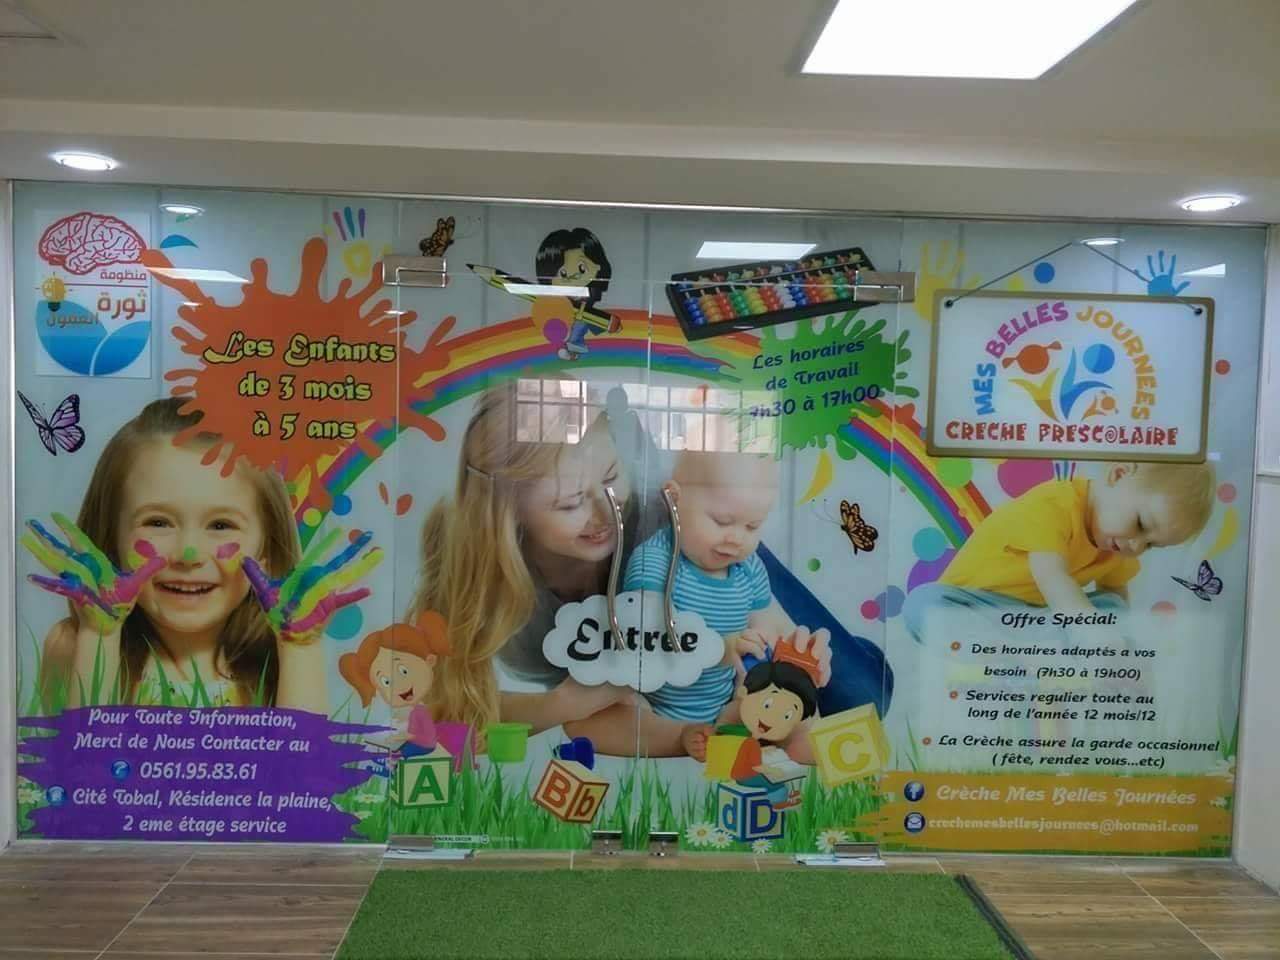 منظومة
ثورة
العقول
Les Enfants
de 3 mois
à 5 ans
Les horaires
de Travail
7h30 à 17h00
MES BELLES JOURNÉES
CRECHE PRESCOLAIRE
Entrée
Offre Spécial:
Des horaires adaptés a vos
besoin (7h30 à 19h00)
Services regulier toute au
long de l'année 12 mois/12
La Crèche assure la garde occasionnel
( fête, rendez vous...etc)
Pour Toute Information,
Merci de Nous Contacter au
0561.95.83.61
Cité Tobal, Résidence la plaine,
2 eme étage service
A
B b
d D
C
Crèche Mes Belles Journées
crechemesbellesjournees@hotmail.com